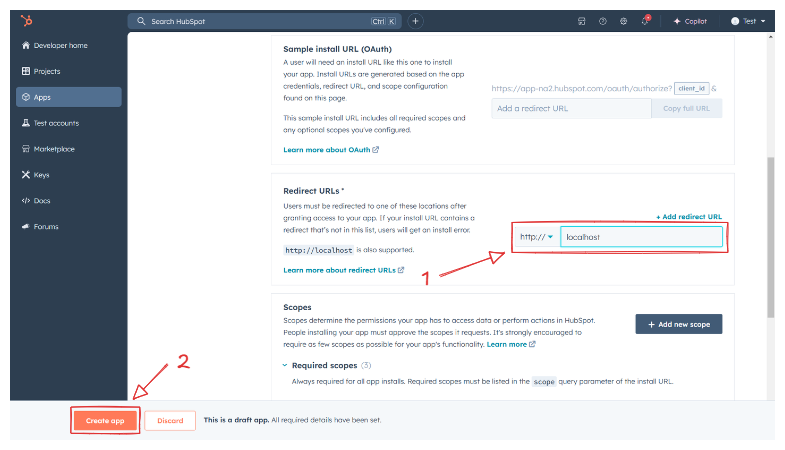 Search HubSpot
Ctrl K
Copilot
Test
Developer home
Projects
Apps
Test accounts
Marketplace
Keys
Docs
Forums
Sample install URL (OAuth)
A user will need an install URL like this one to install
your app. Install URLs are generated based on the app
credentials, redirect URL, and scope configuration
found on this page.
This sample install URL includes all required scopes and
any optional scopes you've configured.
Learn more about OAuth
https://app-na2.hubspot.com/oauth/authorize? client_id &
Add a redirect URL
Copy full URL
Redirect URLs *
Users must be redirected to one of these locations after
granting access to your app. If your install URL contains a
redirect that's not in this list, users will get an install error.
http://localhost is also supported.
Learn more about redirect URLs
+ Add redirect URL
http://
localhost
1
Scopes
Scopes determine the permissions your app has to access data or perform actions in HubSpot.
People installing your app must approve the scopes it requests. It's strongly encouraged to
require as few scopes as possible for your app's functionality. Learn more
+ Add new scope
Required scopes (3)
Always required for all app installs. Required scopes must be listed in the scope query parameter of the install URL.
2
Create app
Discard
This is a draft app. All required details have been set.